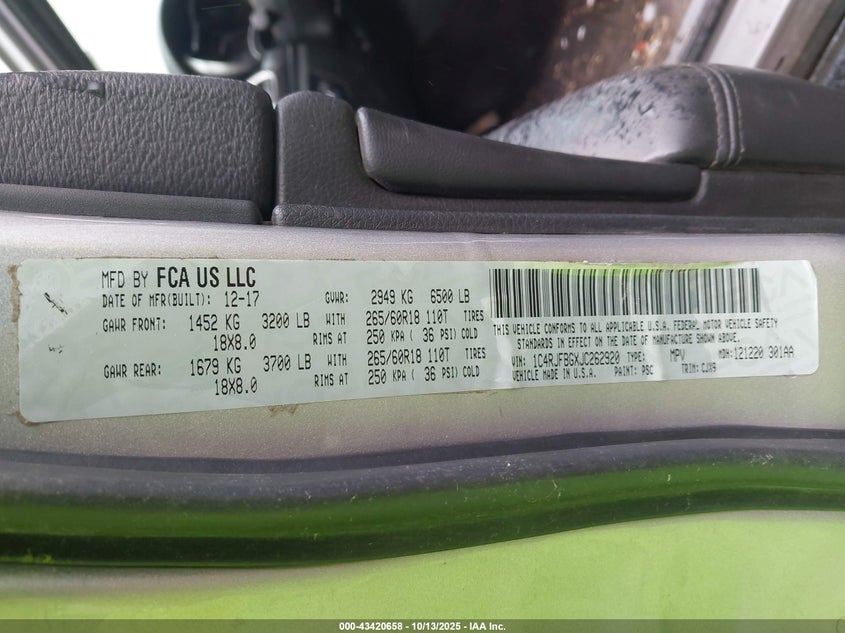 MFD BY FCA US LLC
DATE OF MFR(BUILT): 12-17 GVWR: 2949 KG 6500 LB
GAWR FRONT: 1452 KG 3200 LB WITH 265/60R18 110T TIRES
18X8.0 RIMS AT 250 KPA ( 36 PSI) COLD
GAWR REAR: 1679 KG 3700 LB WITH 265/60R18 110T TIRES
18X8.0 RIMS AT 250 KPA ( 36 PSI) COLD
THIS VEHICLE CONFORMS TO ALL APPLICABLE U.S.A. FEDERAL MOTOR VEHICLE SAFETY
STANDARDS IN EFFECT ON THE DATE OF MANUFACTURE SHOWN ABOVE.
VIN: 1C4RJFBGXJC262920 TYPE: MPV MDH: 121220 301AA
VEHICLE MADE IN U.S.A. PAINT: PSC TRIM: CJX9
000-43420658 - 10/13/2025 - IAA Inc.